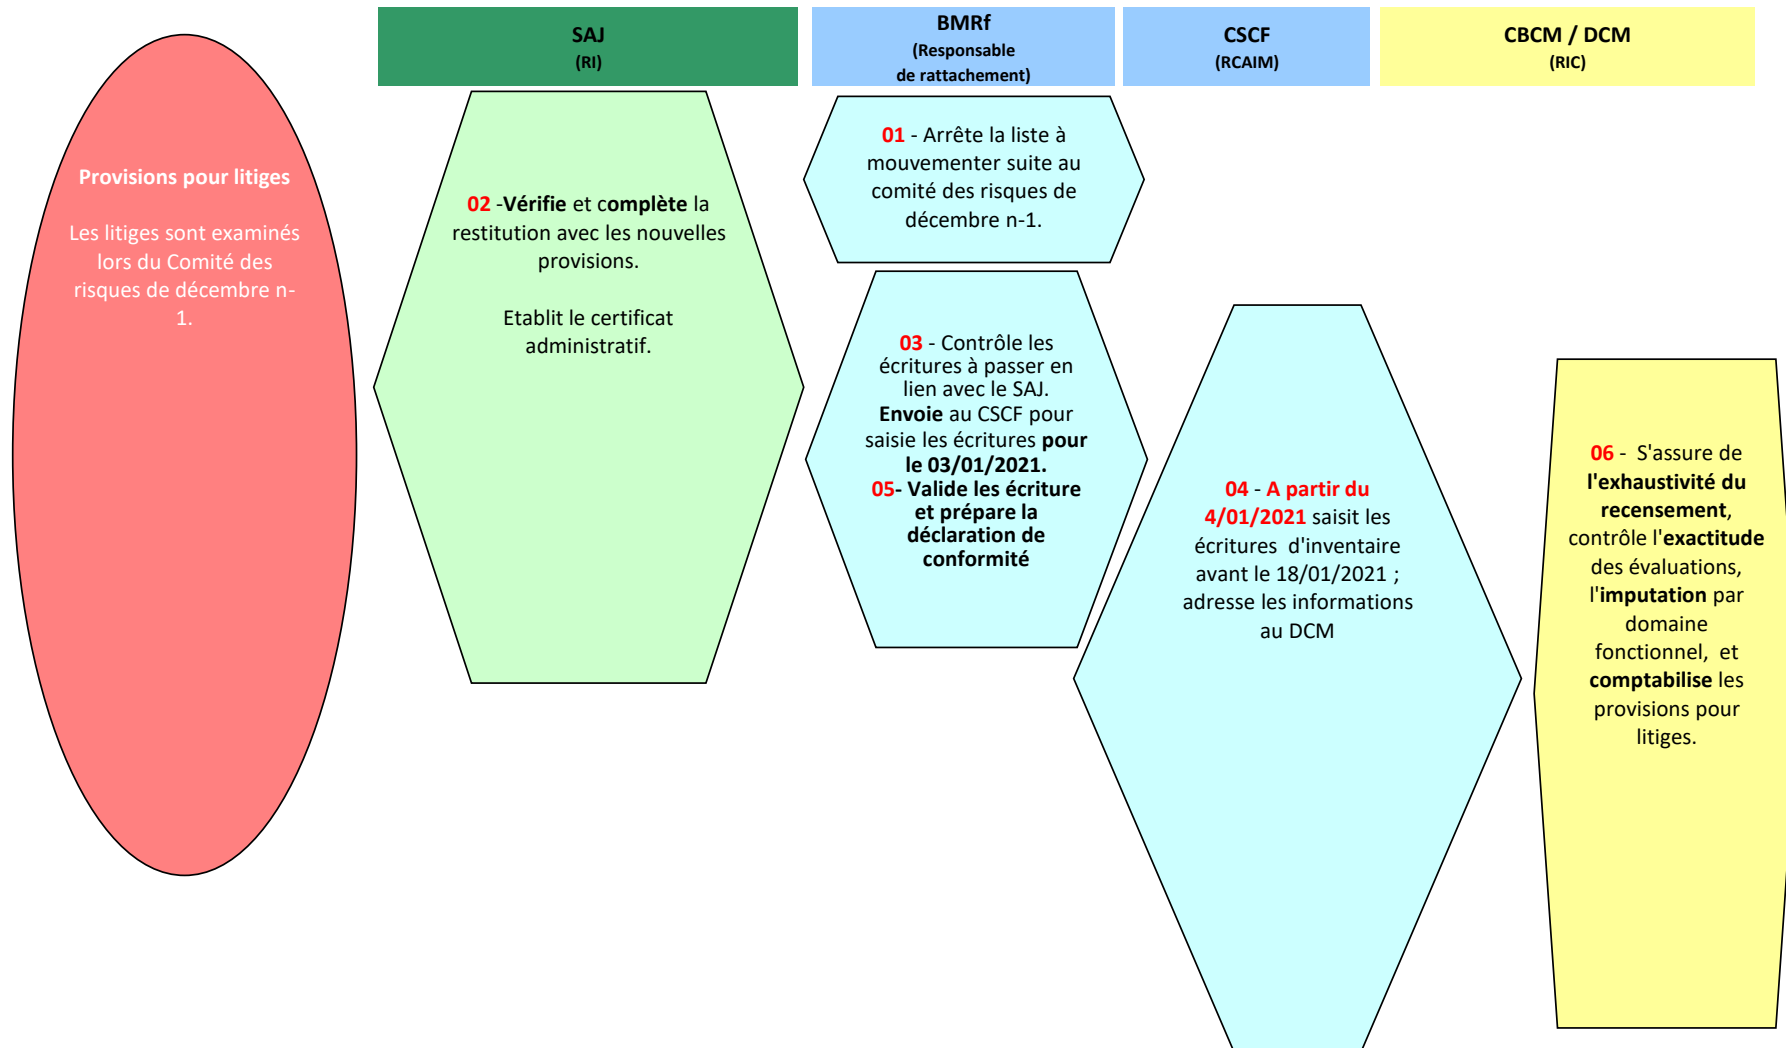 SAJ
(RI)
BMRf
(Responsable
de rattachement)
CSCF
(RCAIM)
CBCM / DCM
(RIC)
Provisions pour litiges
Les litiges sont examinés
lors du Comité des
risques de décembre n-
1.
02 -Vérifie et complète la
restitution avec les nouvelles
provisions.
Etablit le certificat
administratif.
01 - Arrête la liste à
mouvementer suite au
comité des risques de
décembre n-1.
03 - Contrôle les
écritures à passer en
lien avec le SAJ.
Envoie au CSCF pour
saisie les écritures pour
le 03/01/2021.
05- Valide les écriture
et prépare la
déclaration de
conformité
04 - A partir du
4/01/2021 saisit les
écritures d'inventaire
avant le 18/01/2021 ;
adresse les informations
au DCM
06 - S'assure de
l'exhaustivité du
recensement,
contrôle l'exactitude
des évaluations,
l'imputation par
domaine
fonctionnel, et
comptabilise les
provisions pour
litiges.